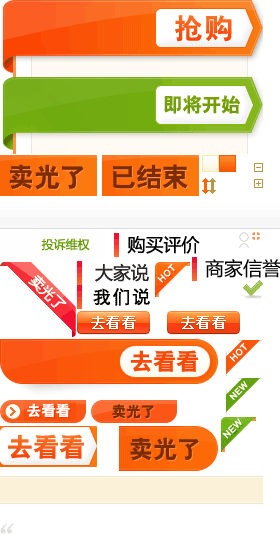 抢购
即将开始
卖光了
已结束
投诉维权
购买评价
卖光了
大家说
HOT
商家信誉
我们说
去看看
去看看
去看看
HOT
NEW
去看看
卖光了
去看看
卖光了
NEW